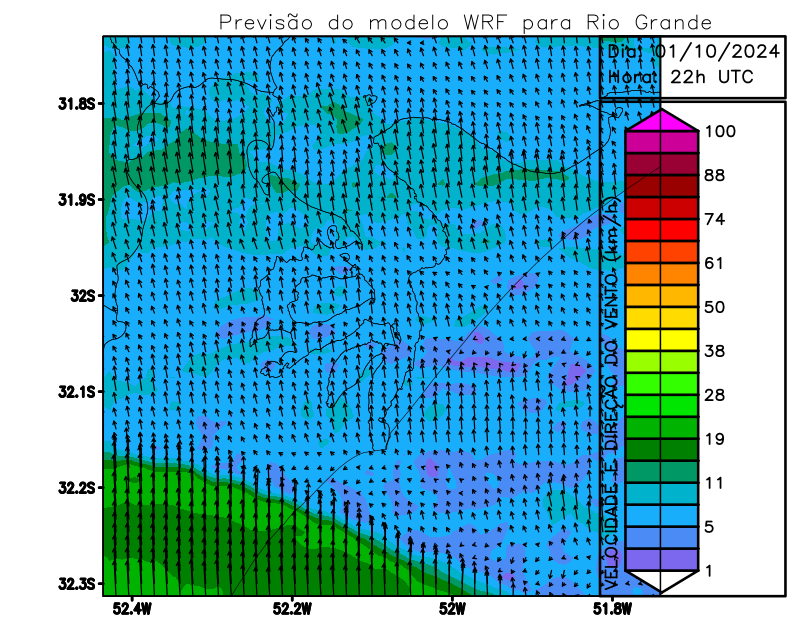 Previsão do modelo WRF para Rio Grande
Dia: 01/10/2024
Hora: 22h UTC
31.8S
31.9S
32S
32.1S
32.2S
32.3S
52.4W
52.2W
52W
51.8W
VELOCIDADE E DIREÇÃO DO VENTO (km/h)
100
88
74
61
50
38
28
19
11
5
1